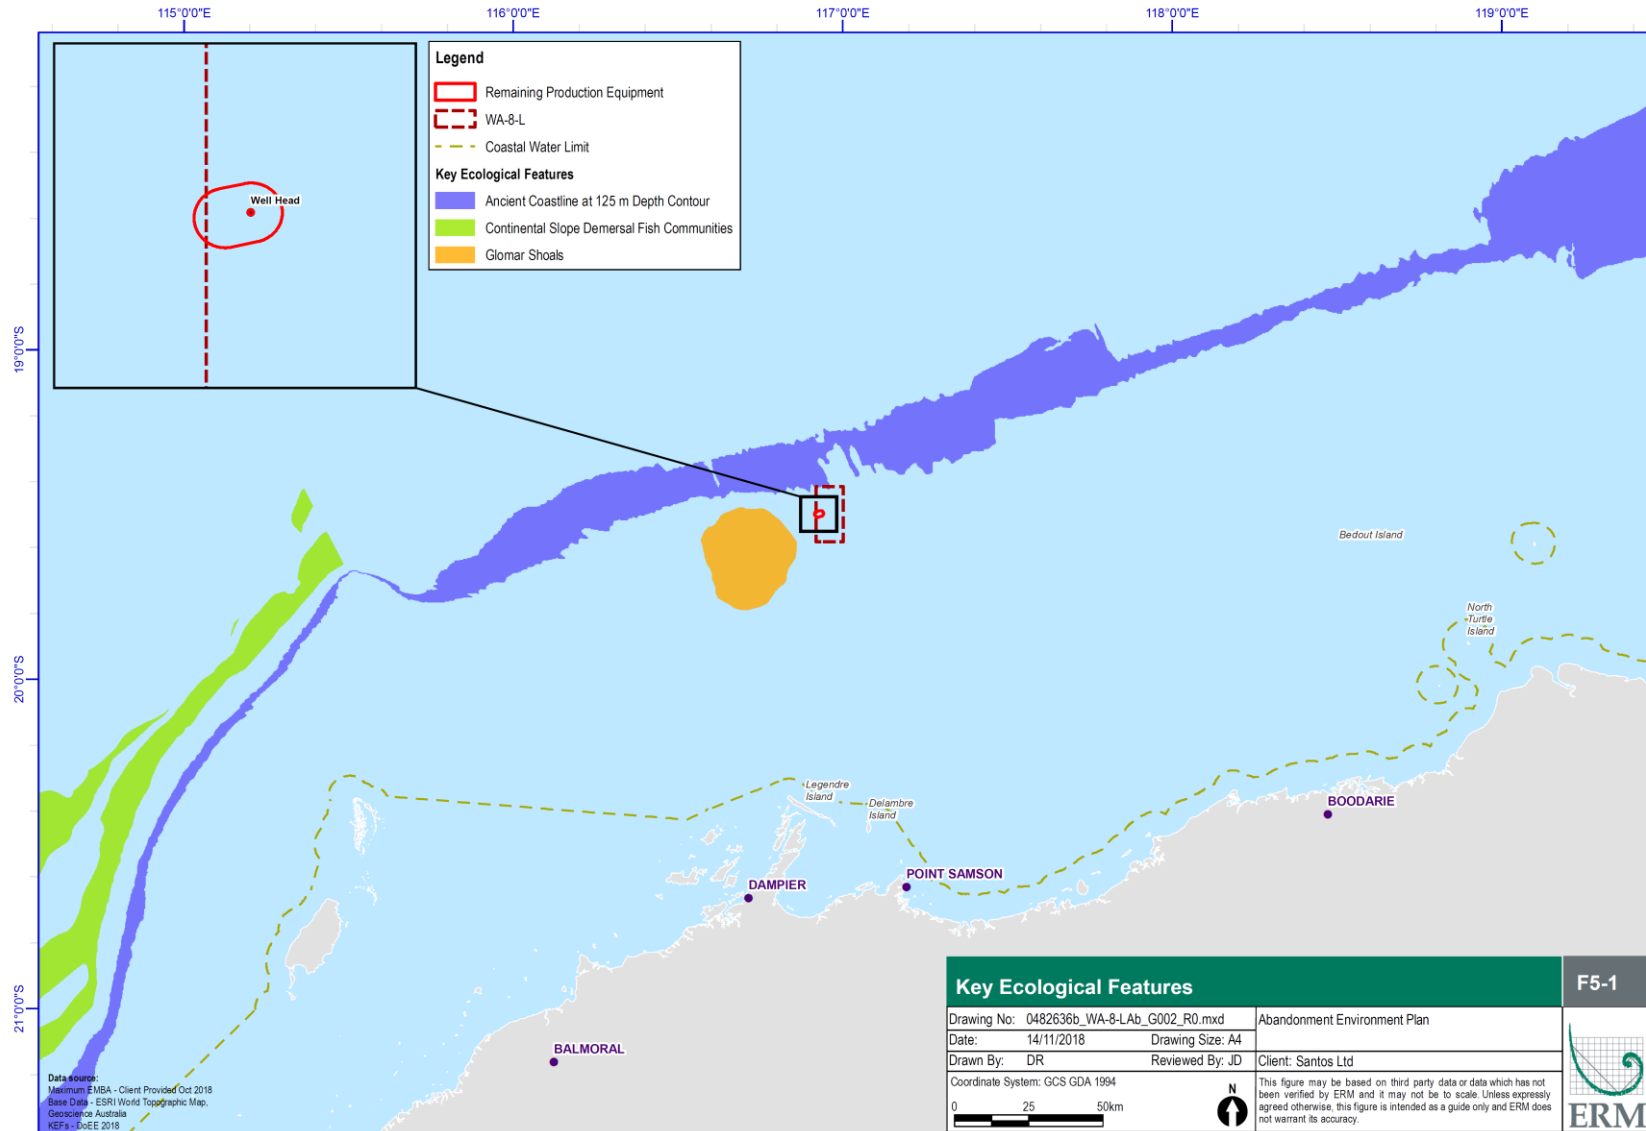 115°0'0"E
116°0'0"E
117°0'0"E
118°0'0"E
119°0'0"E
Legend
Remaining Production Equipment
WA-8-L
Coastal Water Limit
Key Ecological Features
Ancient Coastline at 125 m Depth Contour
Continental Slope Demersal Fish Communities
Glomar Shoals
Well Head
19°0'0"S
20°0'0"S
21°0'0"S
Bedout Island
North
Turtle
Island
Legendre
Island
Delambre
Island
BOODARIE
POINT SAMSON
DAMPIER
BALMORAL
Data source:
Maximum EMBA - Client Provided Oct 2018
Base Data - ESRI World Topographic Map,
Geoscience Australia
KEFs - DoEE 2018
Key Ecological Features
F5-1
Drawing No: 0482636b_WA-8-LAb_G002_R0.mxd
Abandonment Environment Plan
Date: 14/11/2018 Drawing Size: A4
Drawn By: DR Reviewed By: JD
Client: Santos Ltd
Coordinate System: GCS GDA 1994
0 25 50km
N
This figure may be based on third party data or data which has not
been verified by ERM and it may not be to scale. Unless expressly
agreed otherwise, this figure is intended as a guide only and ERM does
not warrant its accuracy.
ERM